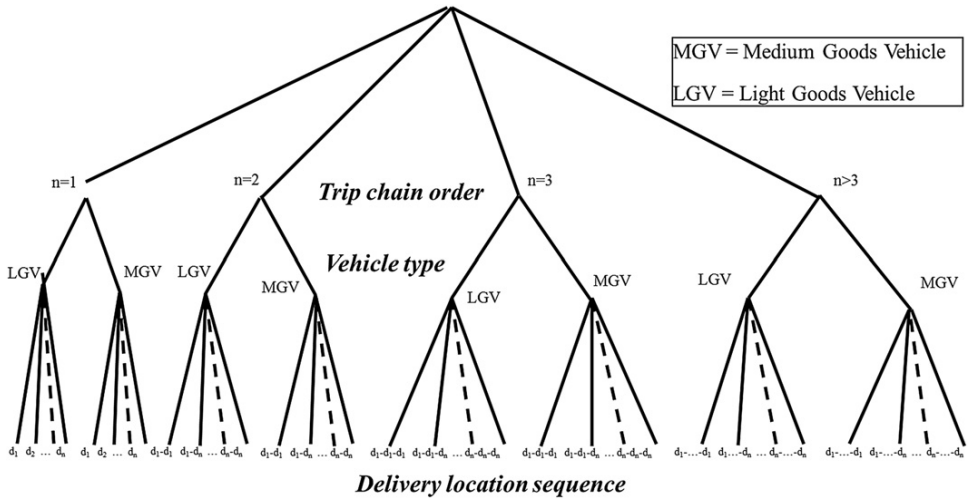 MGV = Medium Goods Vehicle
LGV = Light Goods Vehicle
n=1
n=2
Trip chain order
n=3
n>3
LGV
MGV
LGV
MGV
Vehicle type
LGV
MGV
LGV
MGV
d₁ d₂ ... dₙ
d₁ d₂ ... dₙ
d₁-d₁ d₁-dₙ ... dₙ-dₙ
d₁-d₁ d₁-dₙ ... dₙ-dₙ
d₁-d₁-d₁ d₁-d₁-dₙ ... dₙ-dₙ-dₙ
d₁-d₁-d₁ d₁-d₁-dₙ ... dₙ-dₙ-dₙ
d₁-...-d₁ d₁...-dₙ ... dₙ-...-dₙ
d₁-...-d₁ d₁-...-dₙ ... dₙ-...-dₙ
Delivery location sequence